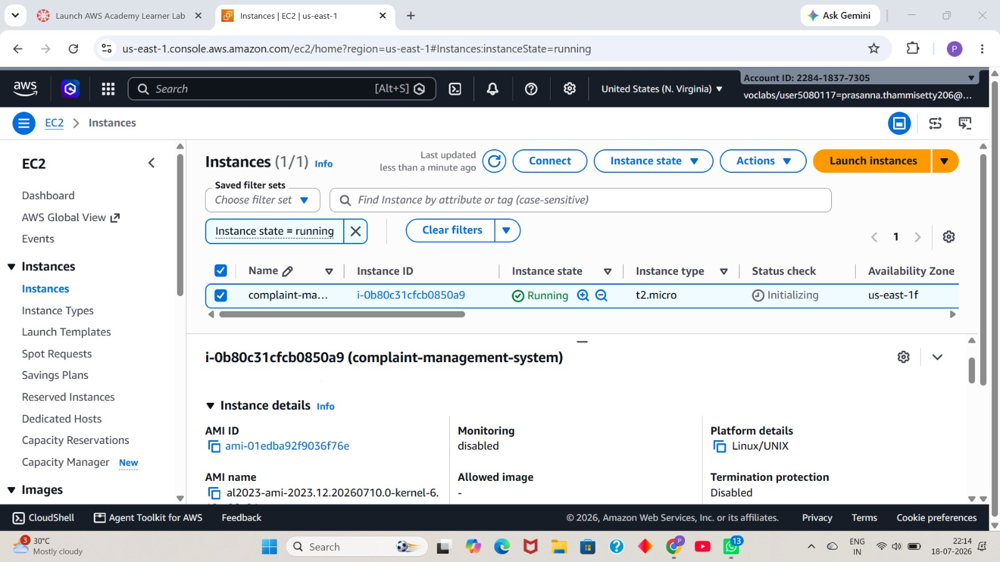 Launch AWS Academy Learner Lab
Instances | EC2 | us-east-1
Ask Gemini
us-east-1.console.aws.amazon.com/ec2/home?region=us-east-1#Instances:instanceState=running
P
aws
Search
[Alt+S]
United States (N. Virginia)
Account ID: 2284-1837-7305
voclabs/user5080117=prasanna.thammisetty206@...
EC2
Instances
EC2
Dashboard
AWS Global View
Events
Instances
Instances
Instance Types
Launch Templates
Spot Requests
Savings Plans
Reserved Instances
Dedicated Hosts
Capacity Reservations
Capacity Manager New
Images
Instances (1/1) Info
Last updated
less than a minute ago
Connect
Instance state
Actions
Launch instances
Saved filter sets
Choose filter set
Find Instance by attribute or tag (case-sensitive)
Instance state = running
Clear filters
1
Name
Instance ID
Instance state
Instance type
Status check
Availability Zone
complaint-ma...
i-0b80c31cfcb0850a9
Running
t2.micro
Initializing
us-east-1f
i-0b80c31cfcb0850a9 (complaint-management-system)
Instance details Info
AMI ID
ami-01edba92f9036f76e
Monitoring
disabled
Platform details
Linux/UNIX
AMI name
al2023-ami-2023.12.20260710.0-kernel-6.
Allowed image
-
Termination protection
Disabled
CloudShell
Agent Toolkit for AWS
Feedback
© 2026, Amazon Web Services, Inc. or its affiliates.
Privacy
Terms
Cookie preferences
3
30°C
Mostly cloudy
Search
P
13
ENG
IN
22:14
18-07-2026